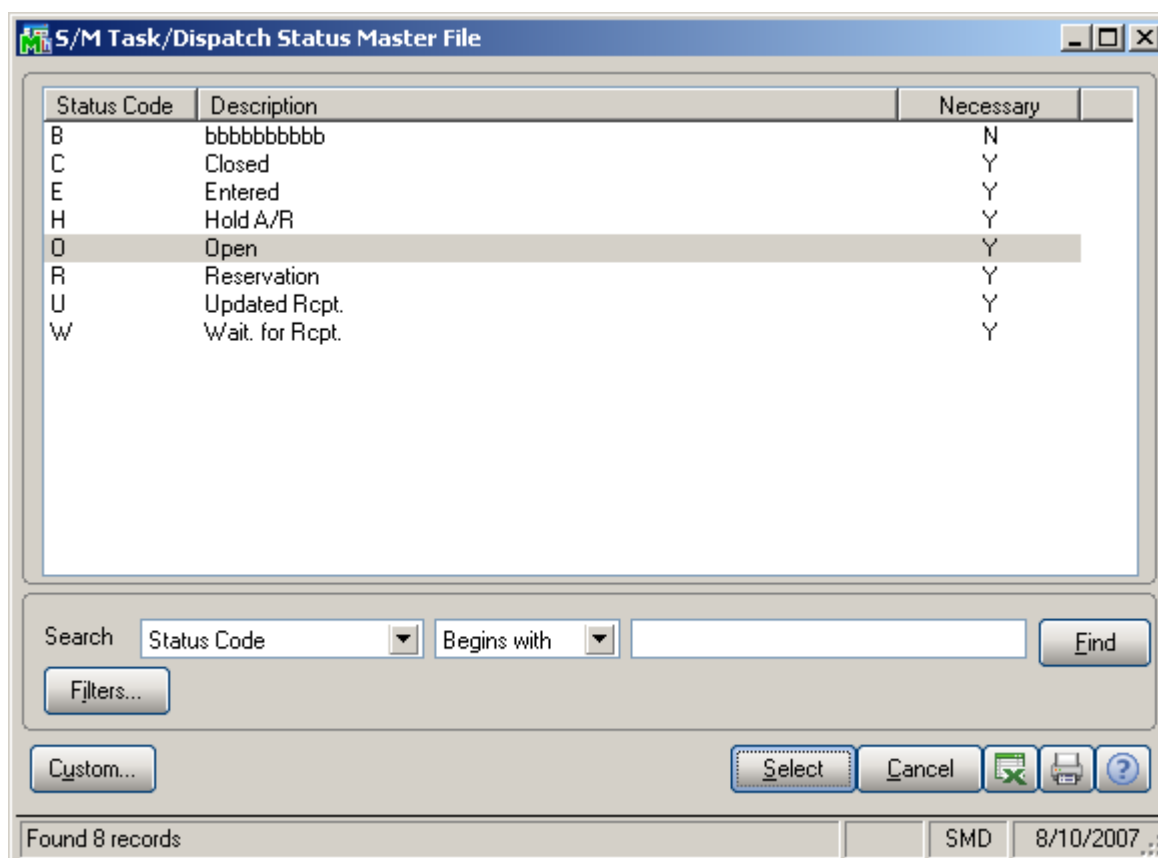 S/M Task/Dispatch Status Master File
Status Code Description Necessary
B bbbbbbbbbb N
C Closed Y
E Entered Y
H Hold A/R Y
O Open Y
R Reservation Y
U Updated Rcpt. Y
W Wait. for Rcpt. Y
Search Status Code Begins with Find
Filters...
Custom... Select Cancel
Found 8 records SMD 8/10/2007